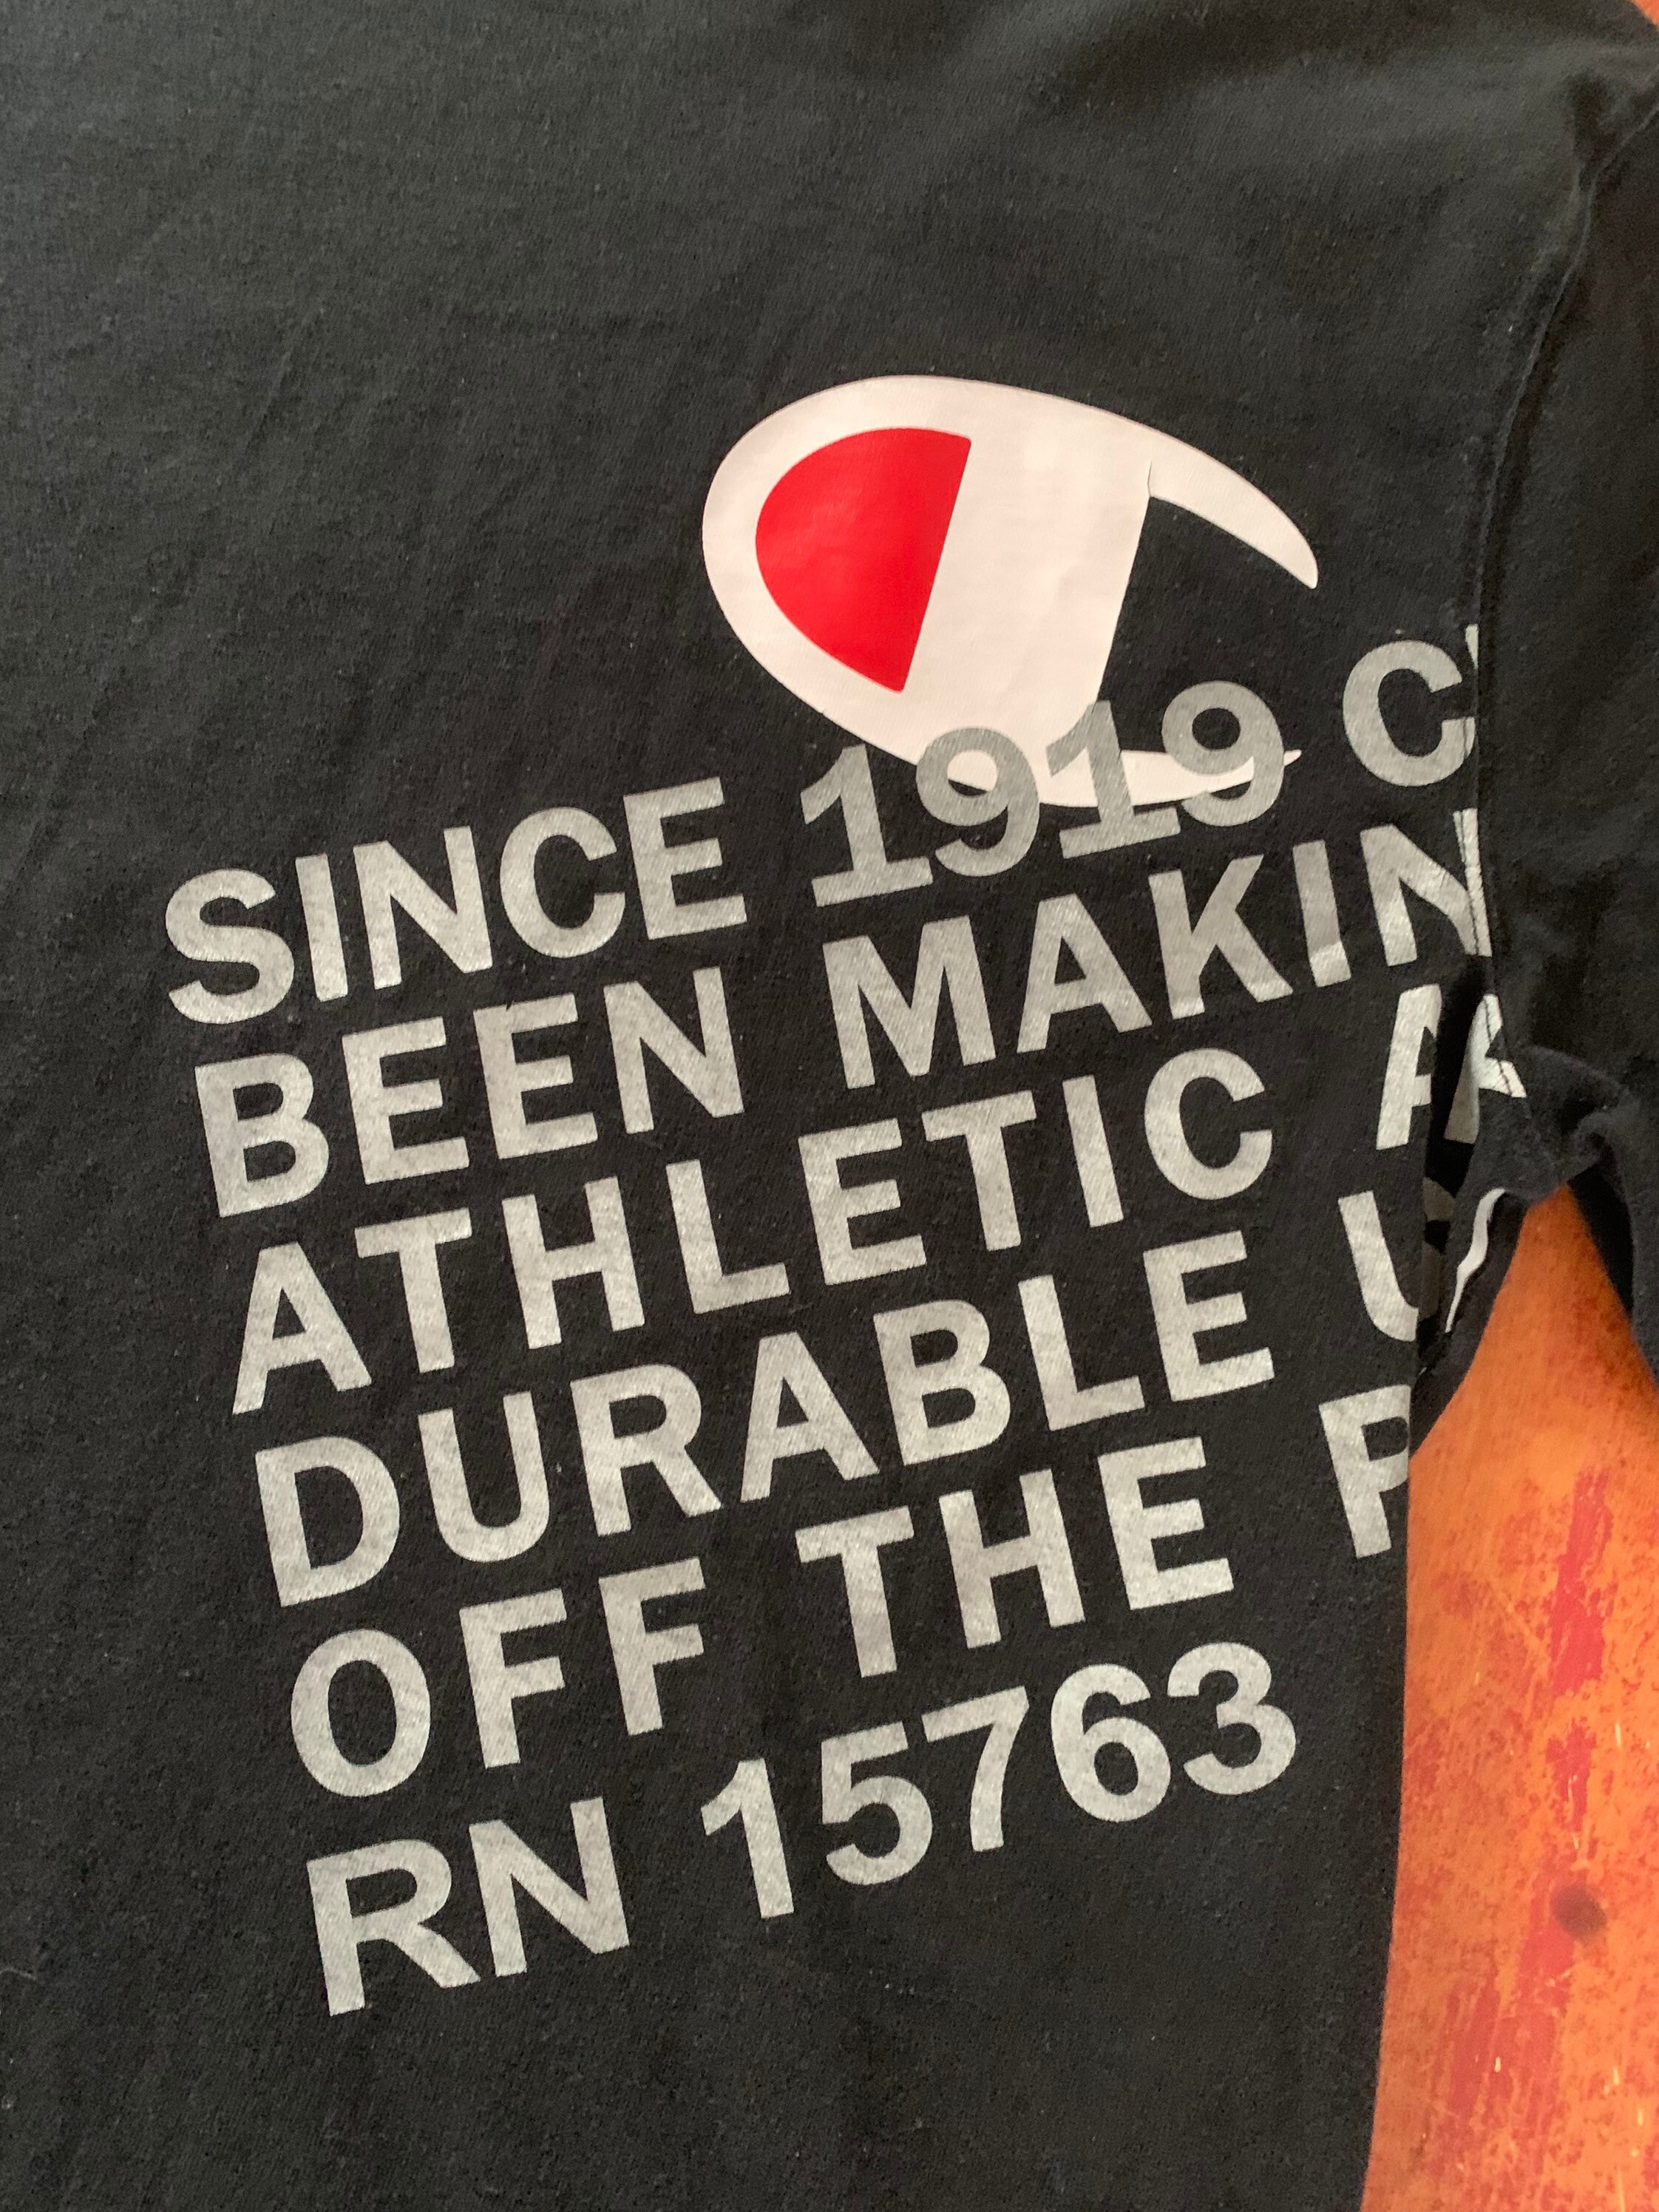 SINCE 1919 C
BEEN MAKIN
ATHLETIC A
DURABLE U
OFF THE P
RN 15763